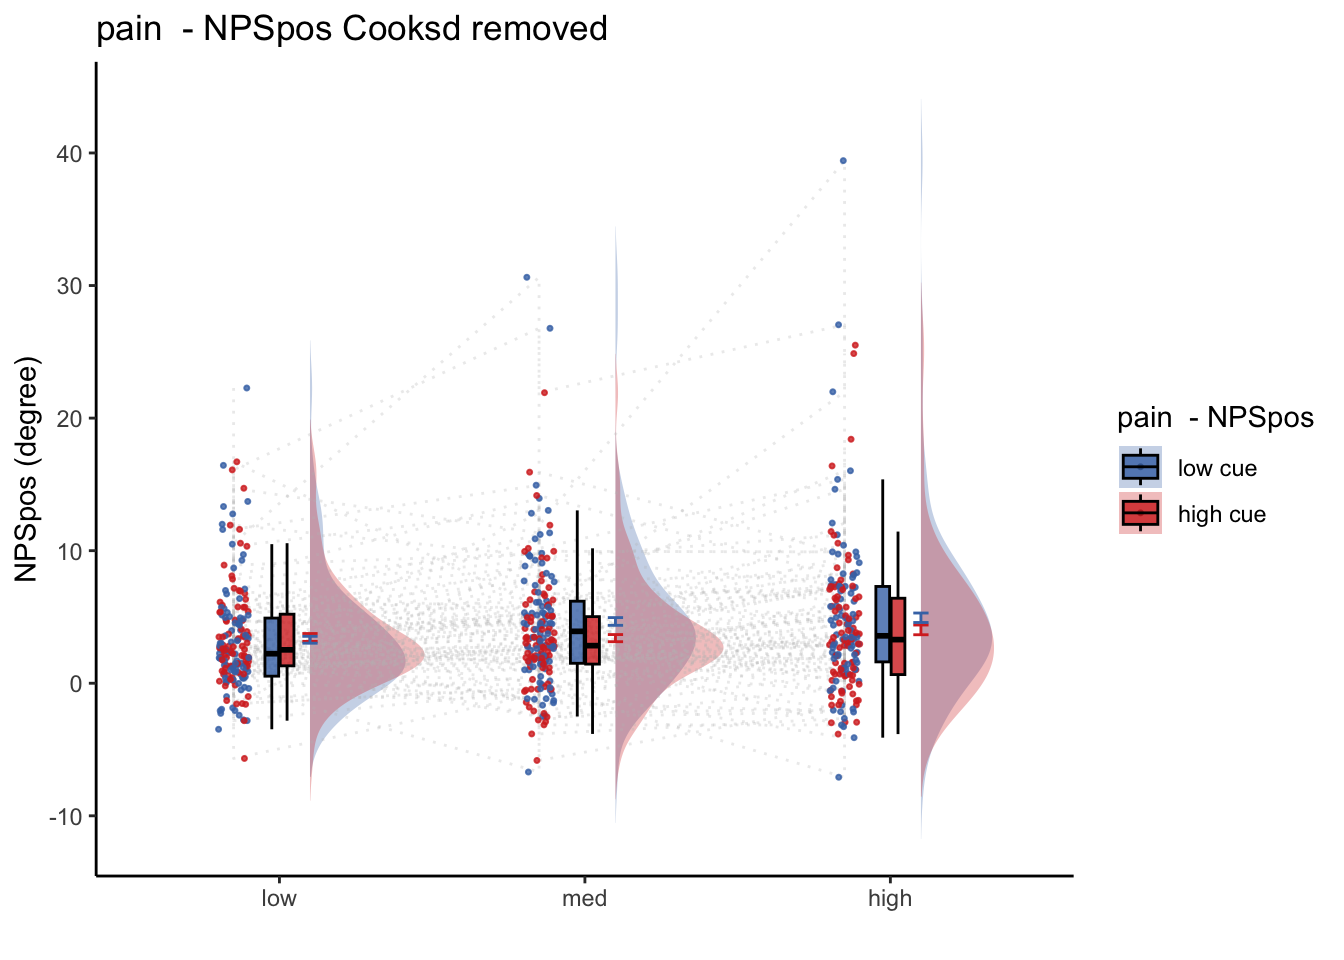 pain  - NPSpos Cooksd removed
NPSpos (degree)
40
30
20
10
0
-10
low
med
high
pain  - NPSpos
low cue
high cue